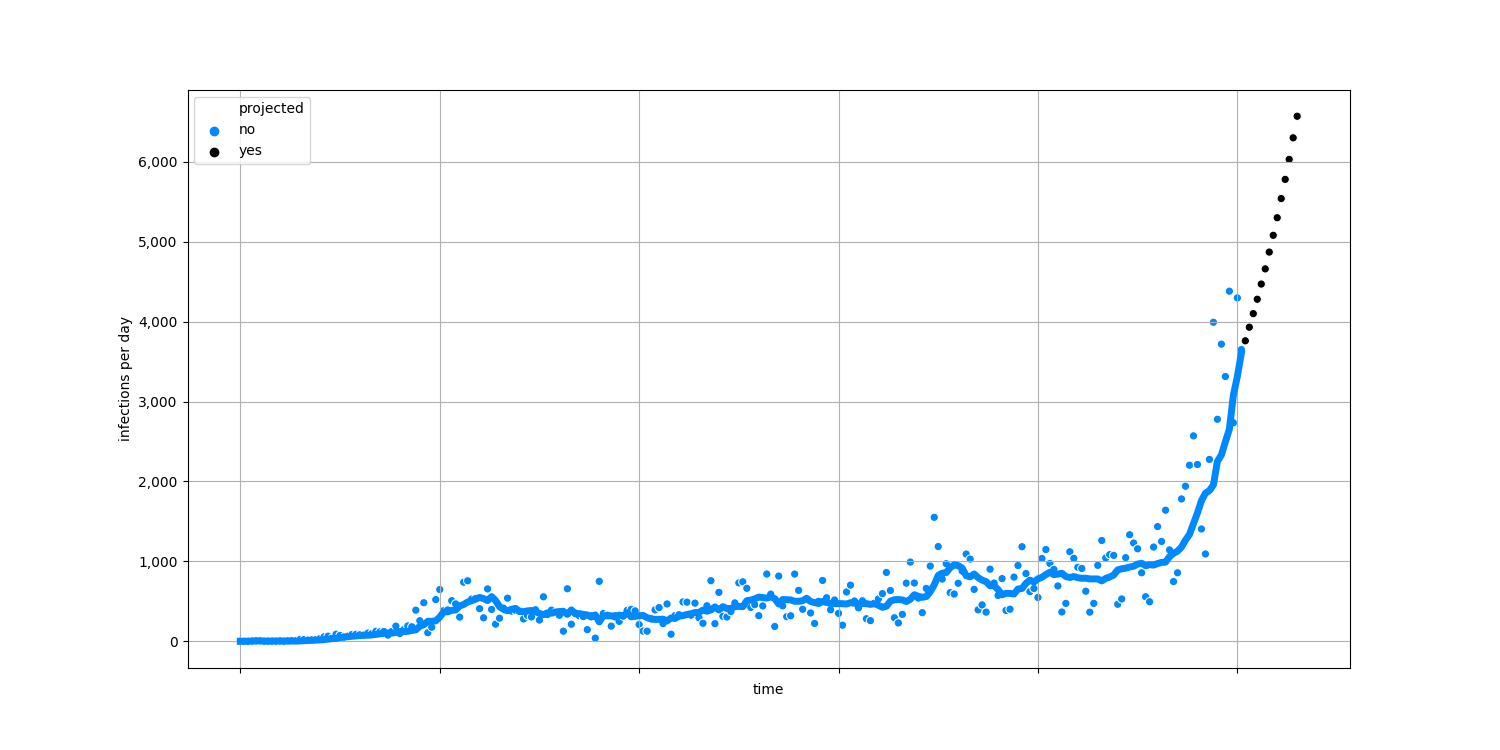 projected
no
yes
6,000
5,000
4,000
3,000
2,000
1,000
0
infections per day
time